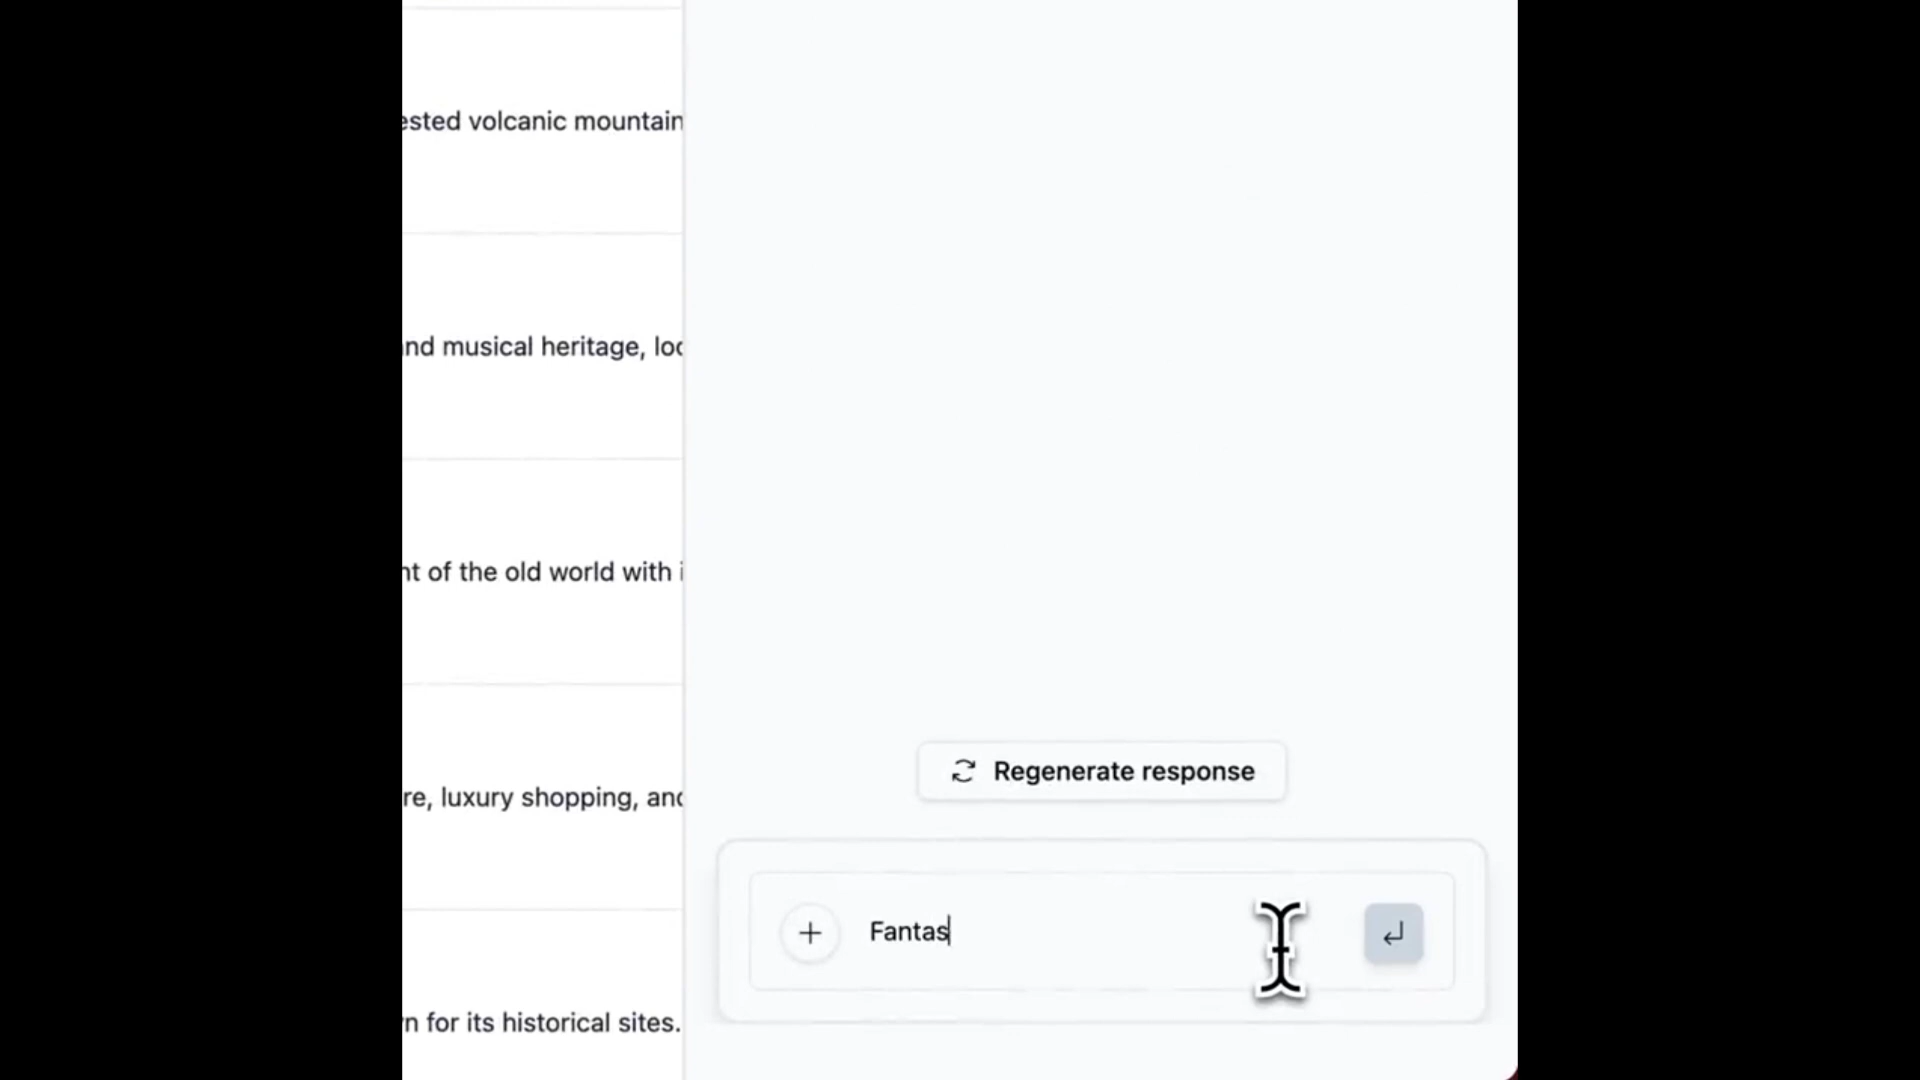 ested volcanic mountain
and musical heritage, loc
nt of the old world with i
re, luxury shopping, and
n for its historical sites.
Regenerate response
Fantas